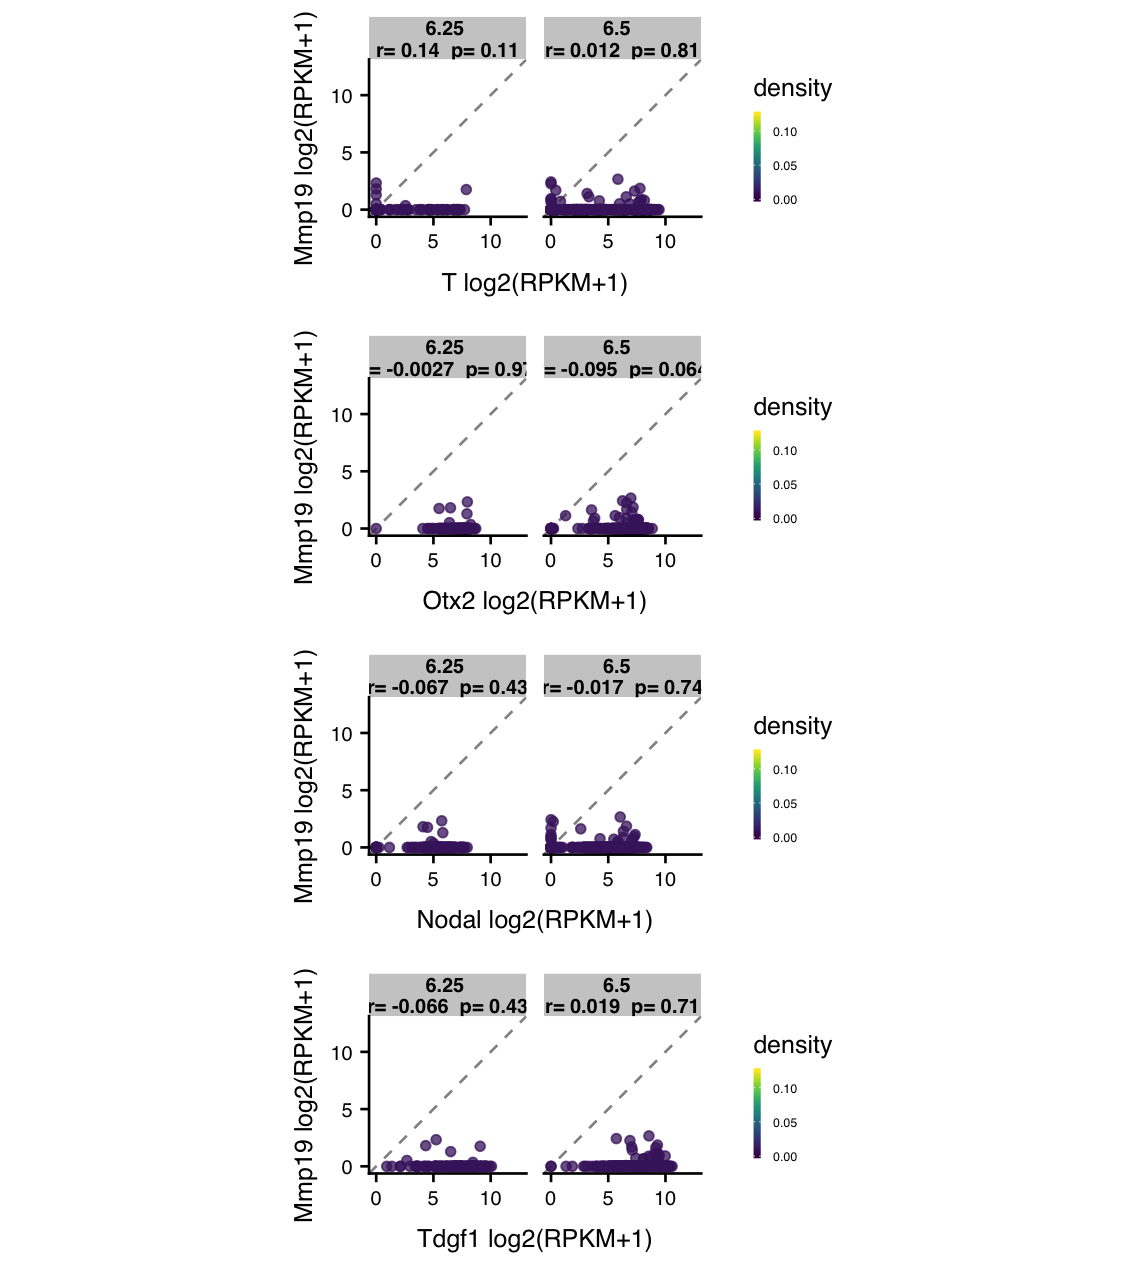 6.25 6.5
r= 0.14 p= 0.11 r= 0.012 p= 0.81
Mmp19 log2(RPKM+1)
10
5
0
0 5 10 0 5 10
T log2(RPKM+1)
density
0.10
0.05
0.00
6.25 6.5
= -0.0027 p= 0.97 = -0.095 p= 0.064
Mmp19 log2(RPKM+1)
10
5
0
0 5 10 0 5 10
Otx2 log2(RPKM+1)
density
0.10
0.05
0.00
6.25 6.5
r= -0.067 p= 0.43 r= -0.017 p= 0.74
Mmp19 log2(RPKM+1)
10
5
0
0 5 10 0 5 10
Nodal log2(RPKM+1)
density
0.10
0.05
0.00
6.25 6.5
r= -0.066 p= 0.43 r= 0.019 p= 0.71
Mmp19 log2(RPKM+1)
10
5
0
0 5 10 0 5 10
Tdgf1 log2(RPKM+1)
density
0.10
0.05
0.00